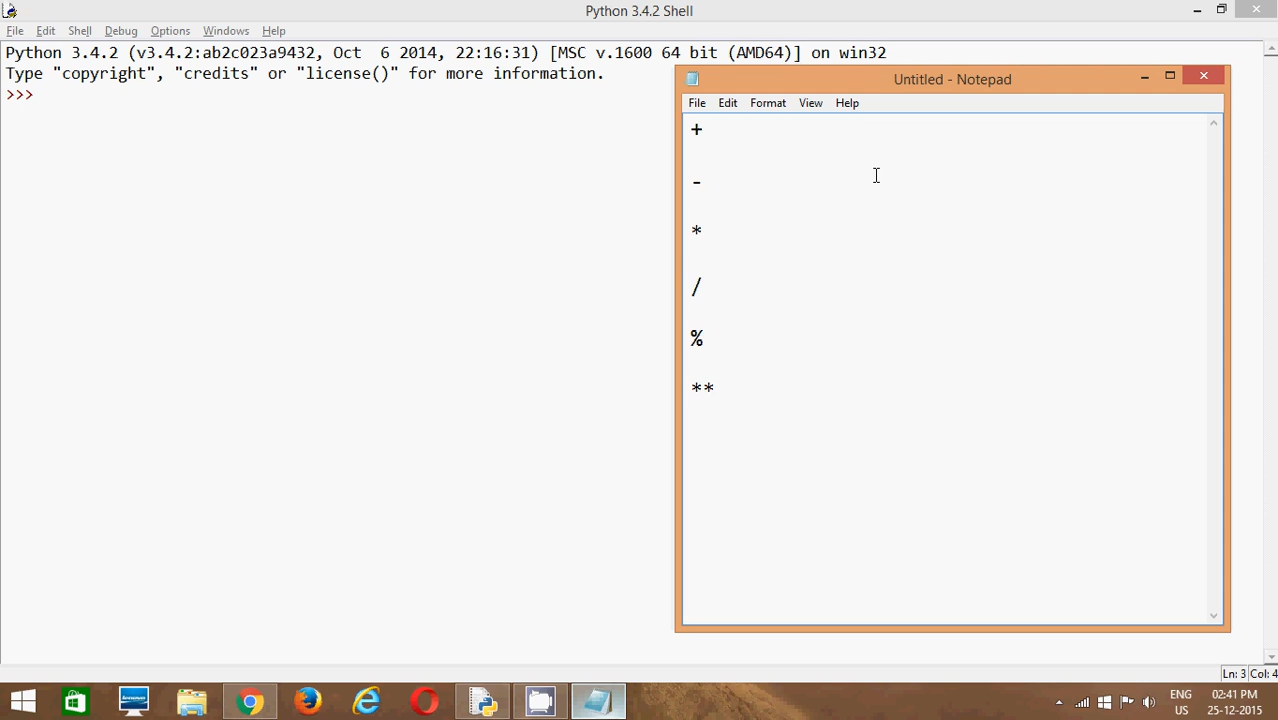 Python 3.4.2 Shell
File Edit Shell Debug Options Windows Help
Python 3.4.2 (v3.4.2:ab2c023a9432, Oct  6 2014, 22:16:31) [MSC v.1600 64 bit (AMD64)] on win32
Type "copyright", "credits" or "license()" for more information.
>>>
Untitled - Notepad
File Edit Format View Help
+
-
*
/
%
**
Ln: 3 Col: 4
ENG 02:41 PM
US 25-12-2015